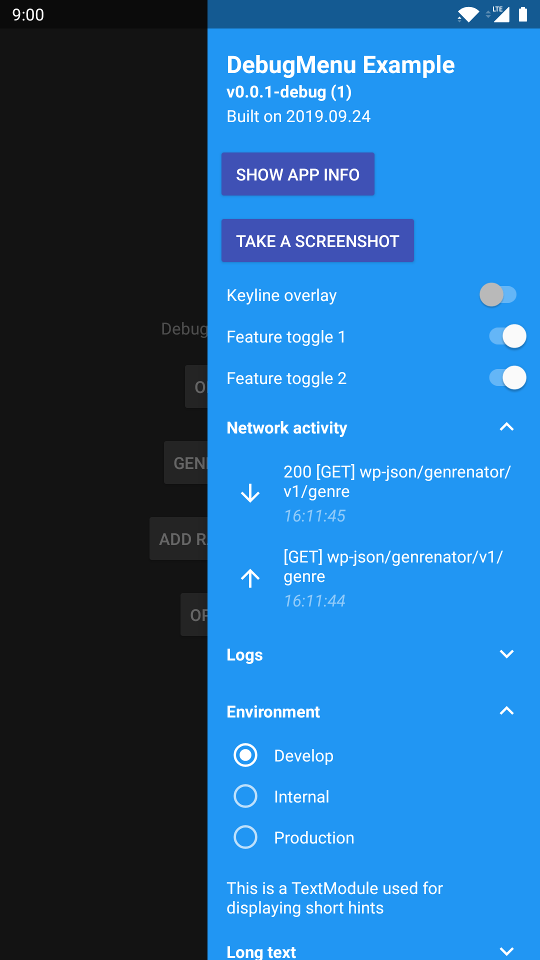 9:00
LTE
DebugMenu Example
v0.0.1-debug (1)
Built on 2019.09.24
SHOW APP INFO
TAKE A SCREENSHOT
Keyline overlay
Feature toggle 1
Feature toggle 2
Network activity
200 [GET] wp-json/genrenator/
v1/genre
16:11:45
[GET] wp-json/genrenator/v1/
genre
16:11:44
Logs
Environment
Develop
Internal
Production
This is a TextModule used for
displaying short hints
Long text
Debug
GEN
ADD